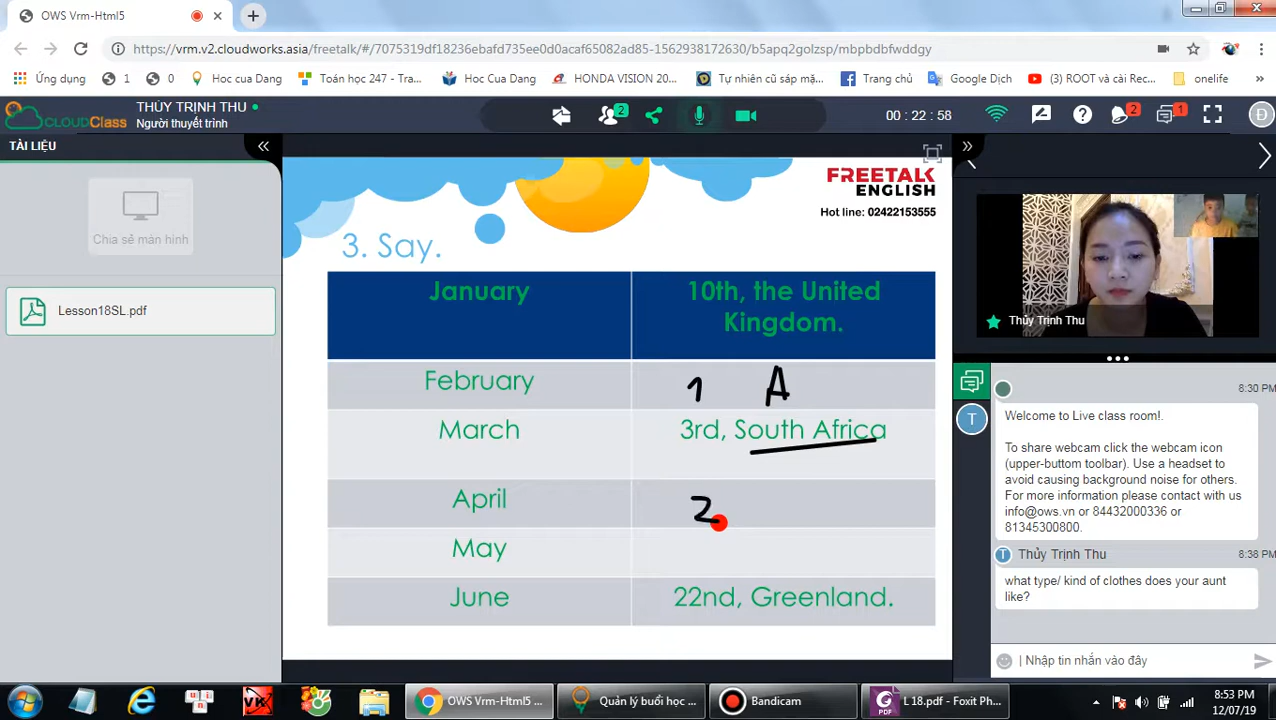 OWS Vrm-Html5
https://vrm.v2.cloudworks.asia/freetalk/#/7075319df18236ebafd735ee0d0acaf65082ad85-1562938172630/b5apq2golzsp/mbpbdbfwddgy
Ứng dụng 1 Hoc cua Dang Toán học 247 - Tra... Học Cua Dang HONDA VISION 20... Tự nhiên cũ sáp mặ... Trang chủ Google Dịch (3) ROOT và cài Rec... onelife »
CLOUDClass
THỦY TRỊNH THU
Người thuyết trình
2
00:22:58
2
1
Đ
TÀI LIỆU
Chia sẻ màn hình
Lesson18SL.pdf
FREETALK
ENGLISH
Hot line: 02422153555
3. Say.
January 10th, the United Kingdom.
February 1 A
March 3rd, South Africa
April 2
May
June 22nd, Greenland.
Thủy Trịnh Thu
8:30 PM
Welcome to Live class room!.
To share webcam click the webcam icon
(upper-buttom toolbar). Use a headset to
avoid causing background noise for others.
For more information please contact with us
info@ows.vn or 84432000336 or
81345300800.
T
T Thủy Trịnh Thu 8:38 PM
what type/ kind of clothes does your aunt
like?
Nhập tin nhắn vào đây
OWS Vrm-Html5 ...
Quản lý buổi học ...
Bandicam
L 18.pdf - Foxit Ph...
8:53 PM
12/07/19